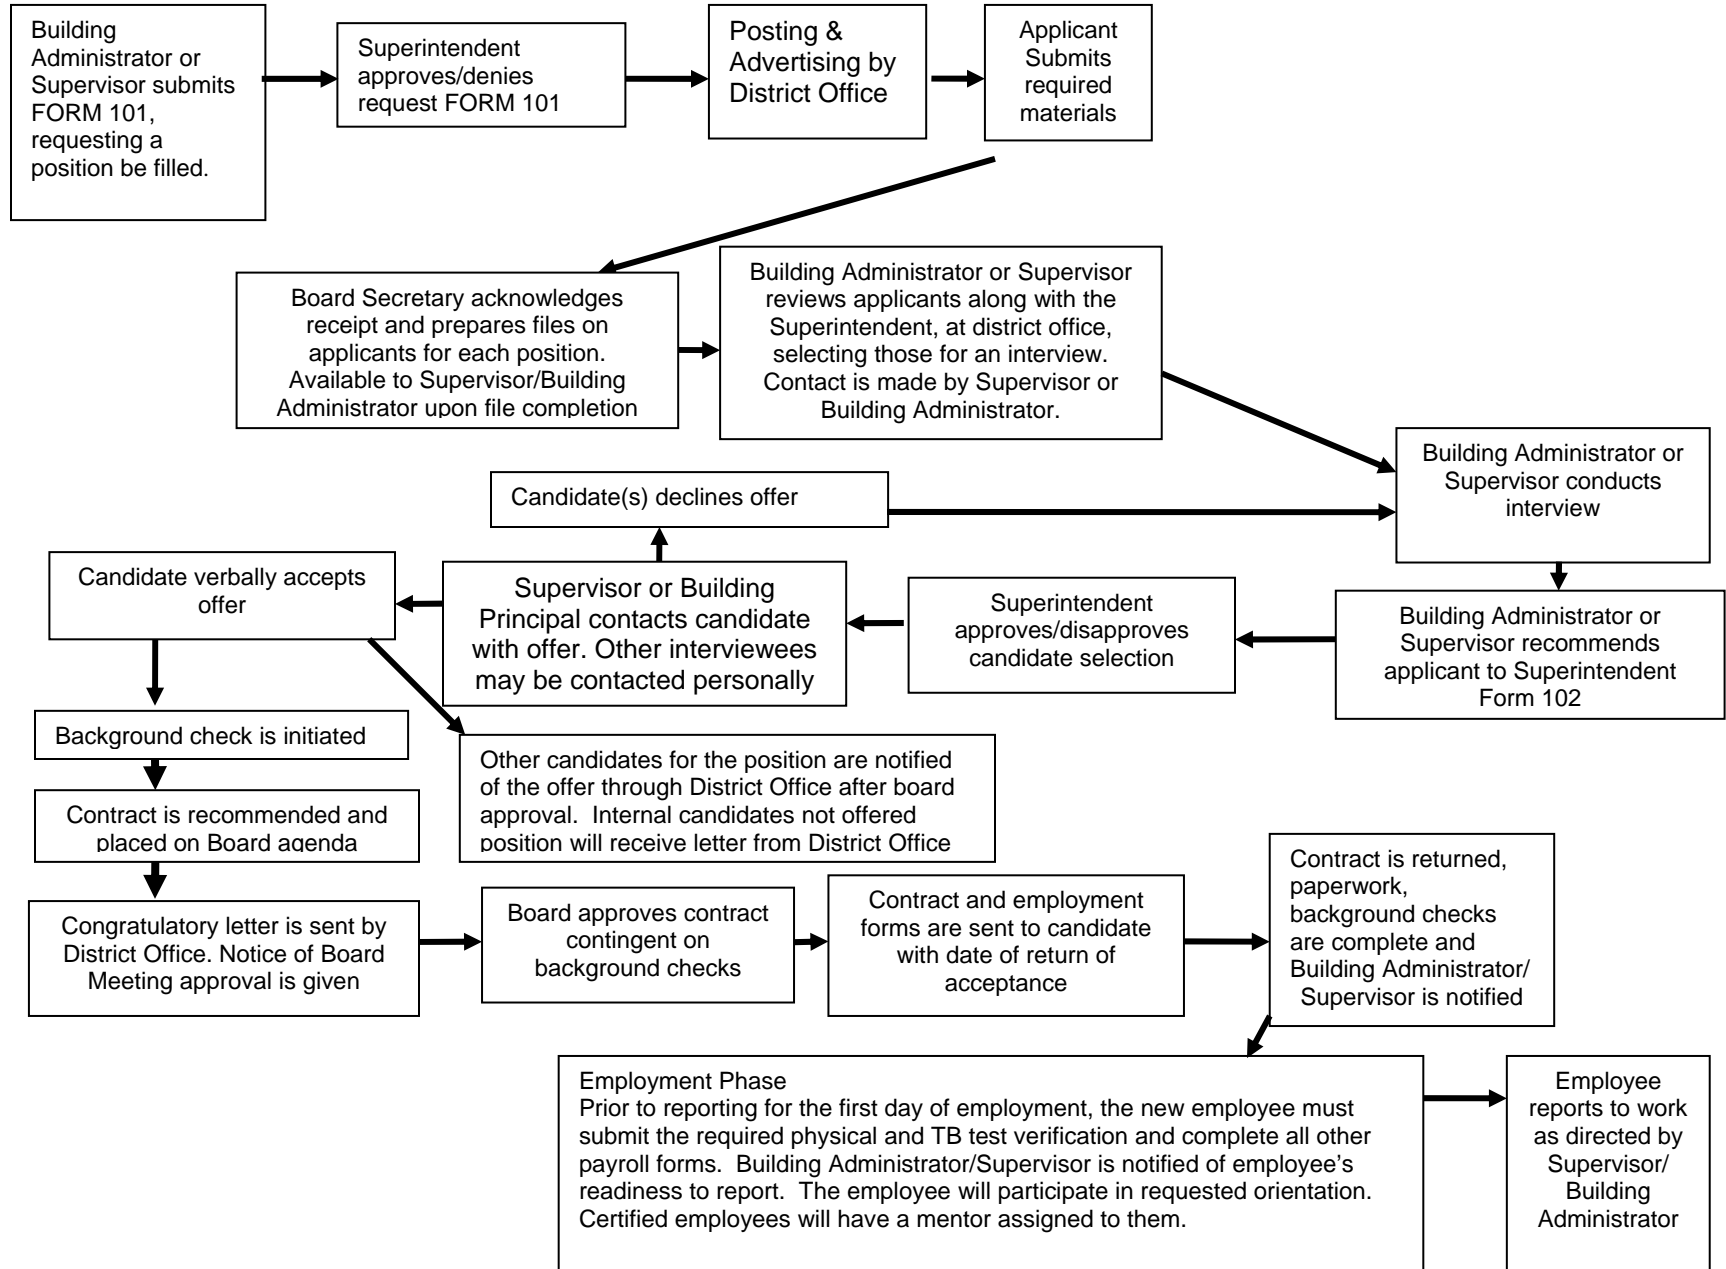 Building
Administrator or
Supervisor submits
FORM 101,
requesting a
position be filled.
Superintendent
approves/denies
request FORM 101
Posting &
Advertising by
District Office
Applicant
Submits
required
materials
Board Secretary acknowledges
receipt and prepares files on
applicants for each position.
Available to Supervisor/Building
Administrator upon file completion
Building Administrator or Supervisor
reviews applicants along with the
Superintendent, at district office,
selecting those for an interview.
Contact is made by Supervisor or
Building Administrator.
Building Administrator or
Supervisor conducts
interview
Building Administrator or
Supervisor recommends
applicant to Superintendent
Form 102
Superintendent
approves/disapproves
candidate selection
Supervisor or Building
Principal contacts candidate
with offer. Other interviewees
may be contacted personally
Candidate(s) declines offer
Candidate verbally accepts
offer
Background check is initiated
Contract is recommended and
placed on Board agenda
Other candidates for the position are notified
of the offer through District Office after board
approval.  Internal candidates not offered
position will receive letter from District Office
Congratulatory letter is sent by
District Office. Notice of Board
Meeting approval is given
Board approves contract
contingent on
background checks
Contract and employment
forms are sent to candidate
with date of return of
acceptance
Contract is returned,
paperwork,
background checks
are complete and
Building Administrator/
Supervisor is notified
Employment Phase
Prior to reporting for the first day of employment, the new employee must
submit the required physical and TB test verification and complete all other
payroll forms.  Building Administrator/Supervisor is notified of employee's
readiness to report.  The employee will participate in requested orientation.
Certified employees will have a mentor assigned to them.
Employee
reports to work
as directed by
Supervisor/
Building
Administrator